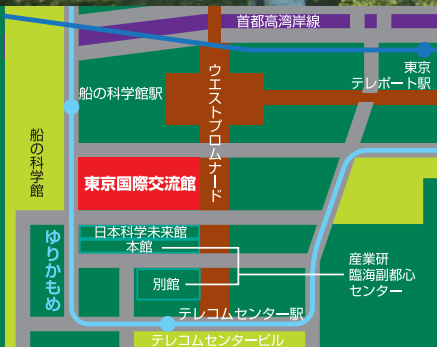 首都高湾岸線
東京
テレポート駅
船の科学館駅
ウエストプロムナード
船の科学館
東京国際交流館
日本科学未来館
本館
ゆりかもめ
別館
産業研
臨海副都心
センター
テレコムセンター駅
テレコムセンタービル